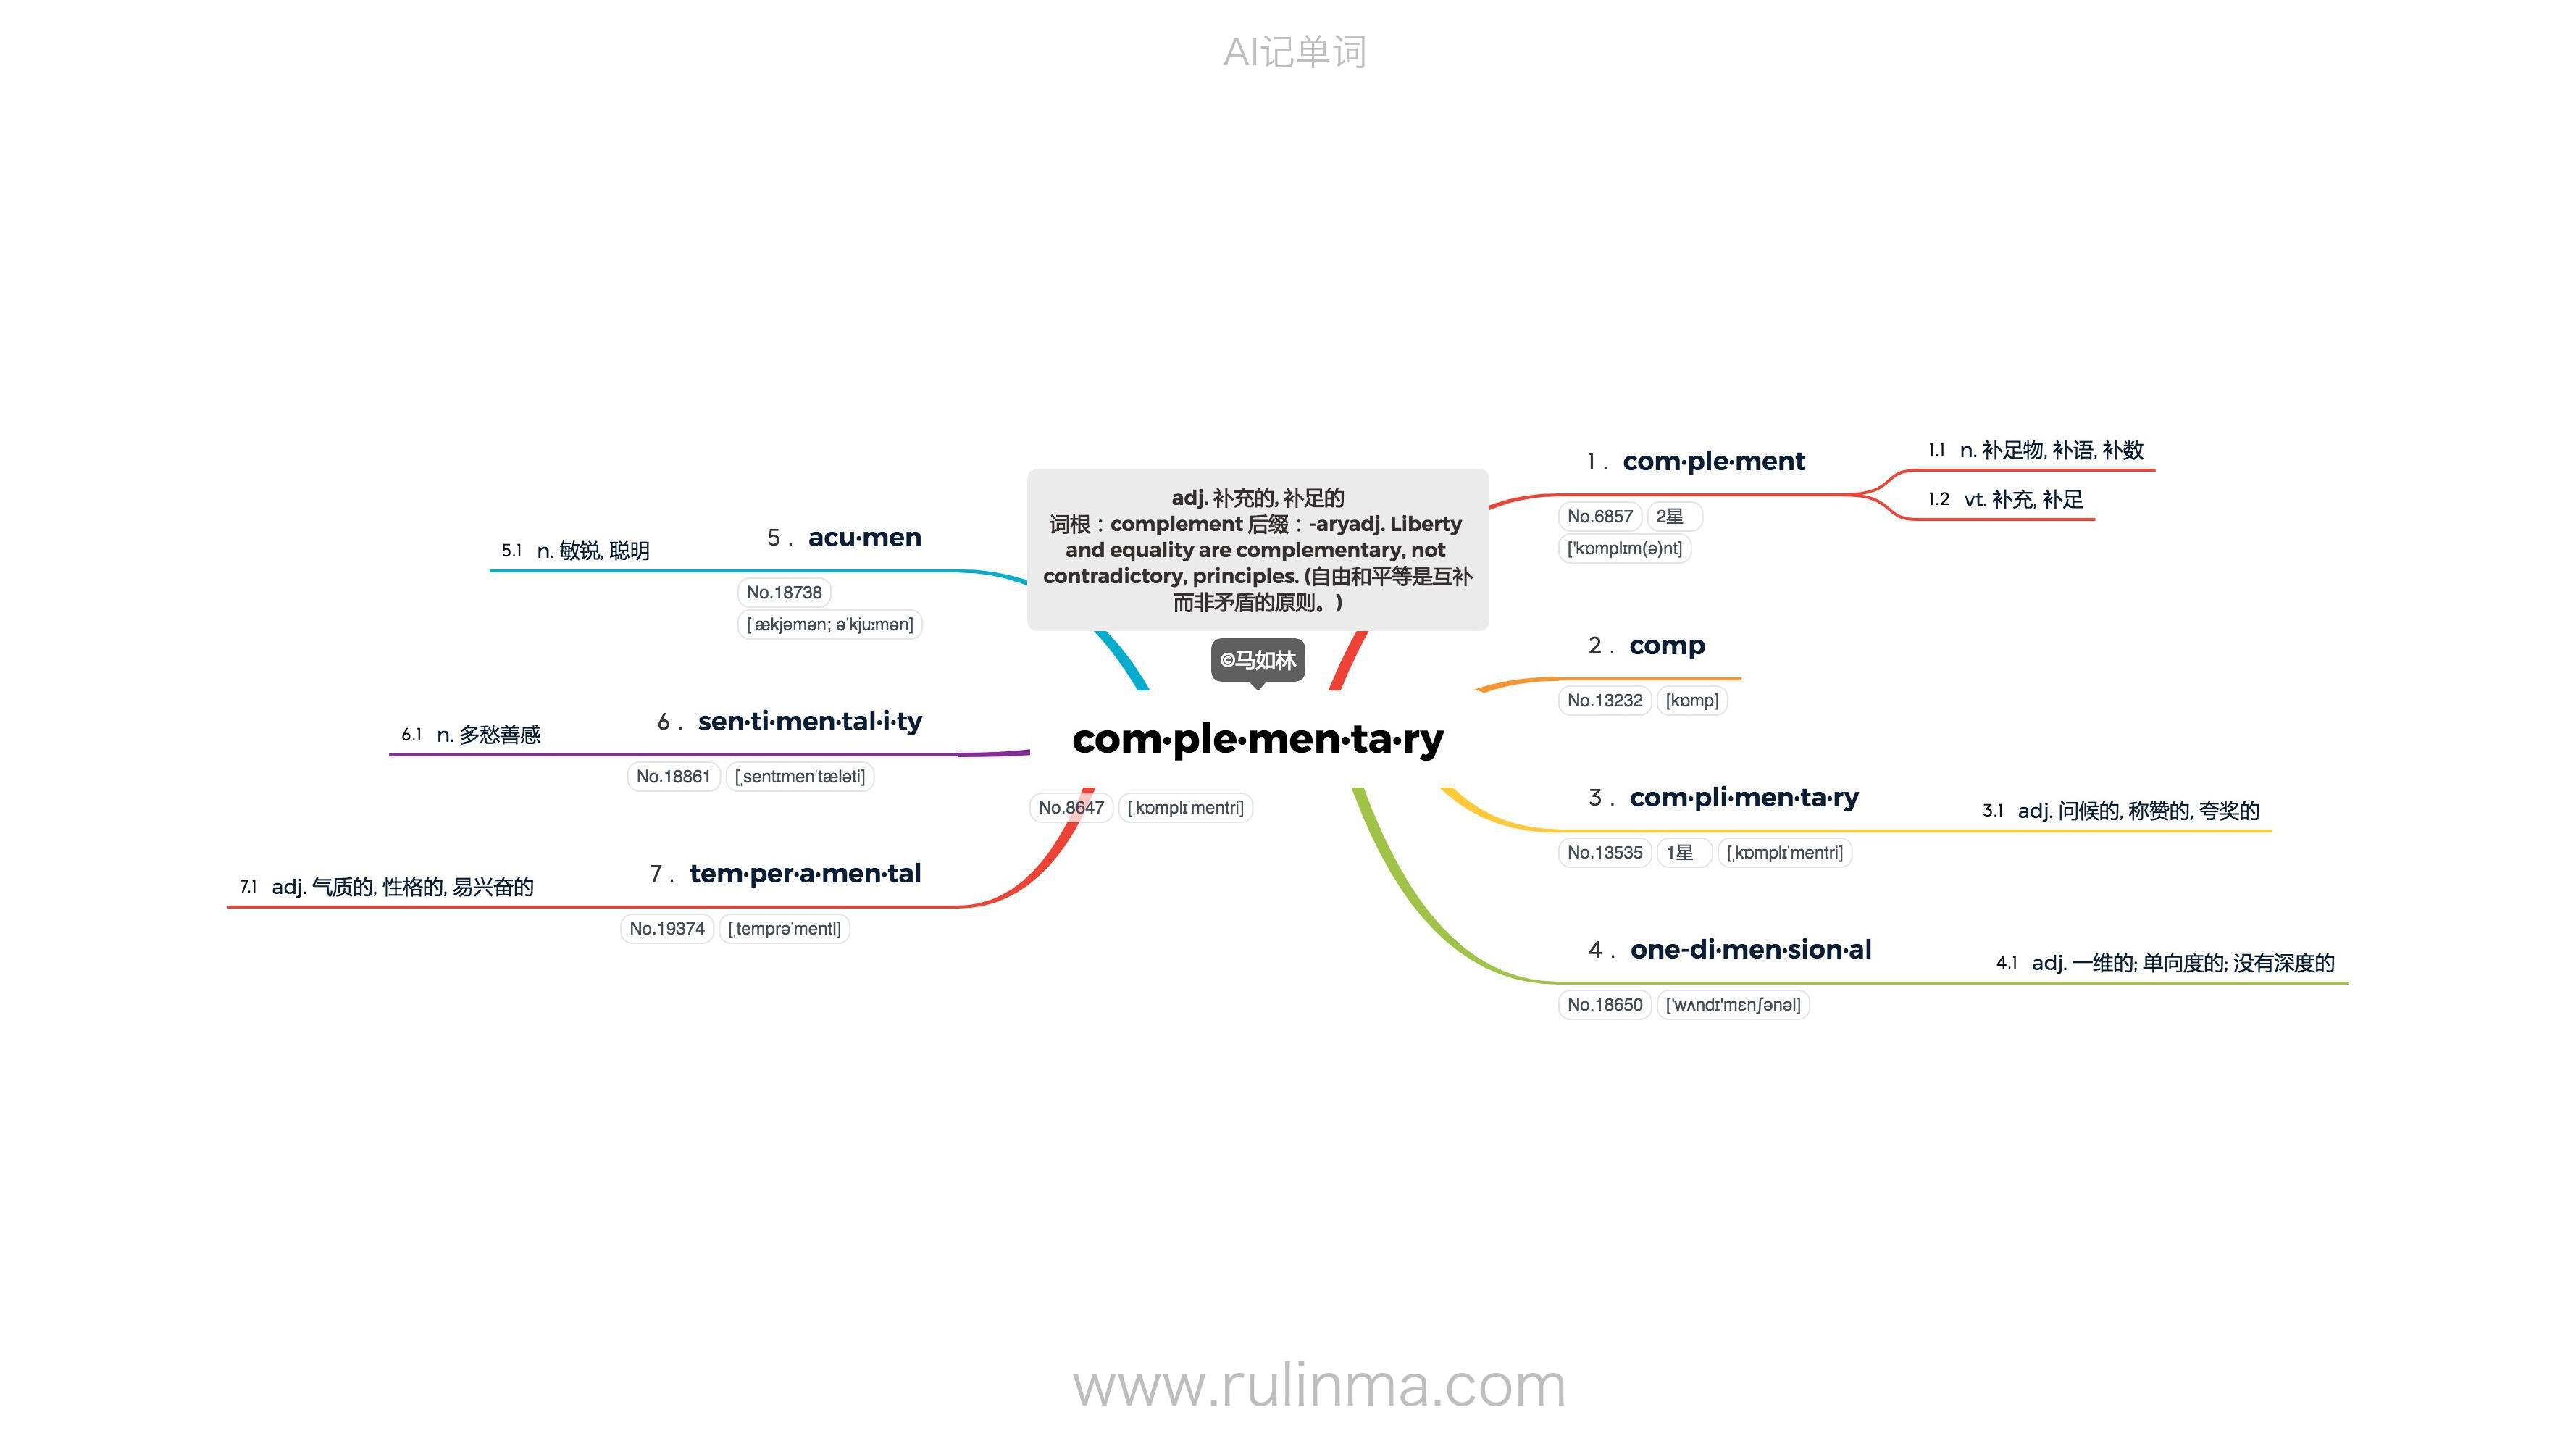 AI记单词
adj. 补充的, 补足的
词根：complement 后缀：-aryadj. Liberty
and equality are complementary, not
contradictory, principles. (自由和平等是互补
而非矛盾的原则。)
©马如林
com·ple·men·ta·ry
No.8647 [ˌkɒmplɪˈmentri]
1 . com·ple·ment
No.6857 2星
['kɒmplɪm(ə)nt]
1.1 n. 补足物, 补语, 补数
1.2 vt. 补充, 补足
2 . comp
No.13232 [kɒmp]
3 . com·pli·men·ta·ry
No.13535 1星 [ˌkɒmplɪˈmentri]
3.1 adj. 问候的, 称赞的, 夸奖的
4 . one-di·men·sion·al
No.18650 ['wʌndɪ'mɛnʃənəl]
4.1 adj. 一维的; 单向度的; 没有深度的
5 . acu·men
No.18738
[ˈækjəmən; əˈkjuːmən]
5.1 n. 敏锐, 聪明
6 . sen·ti·men·tal·i·ty
No.18861 [ˌsentɪmenˈtæləti]
6.1 n. 多愁善感
7 . tem·per·a·men·tal
No.19374 [ˌtemprəˈmentl]
7.1 adj. 气质的, 性格的, 易兴奋的
www.rulinma.com